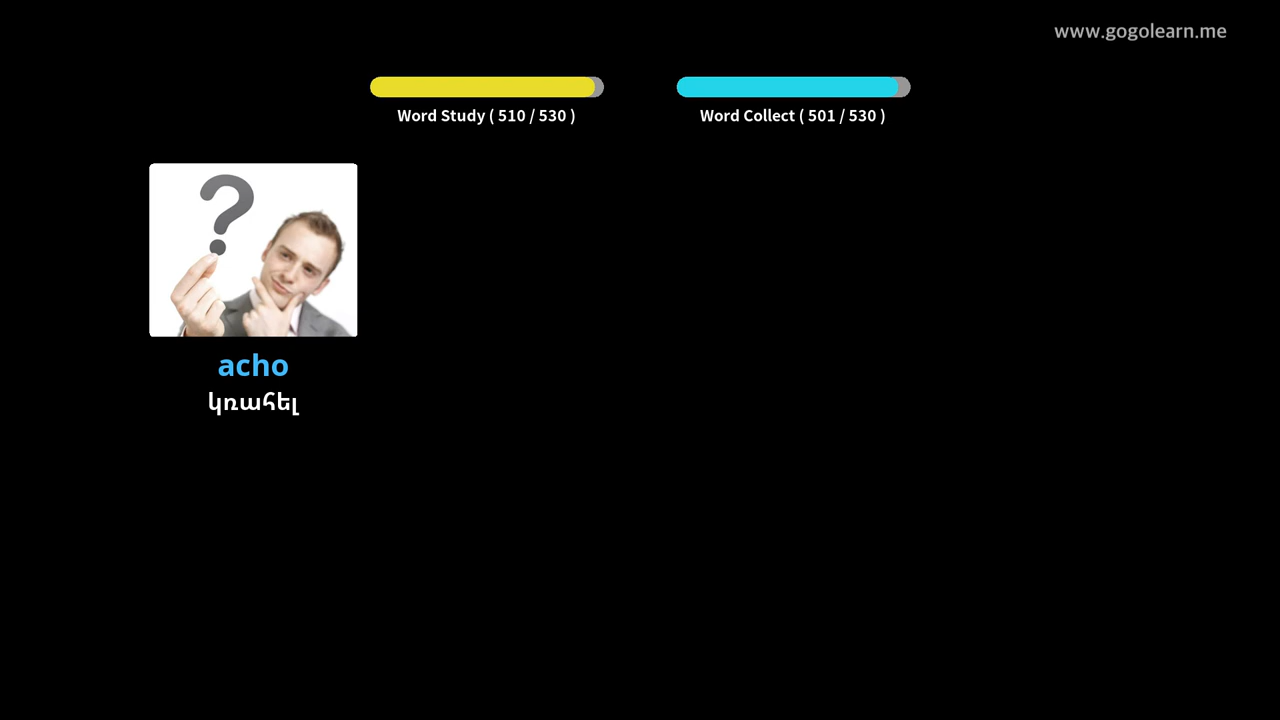 www.gogolearn.me
Word Study ( 510 / 530 )
Word Collect ( 501 / 530 )
?
acho
կռահել